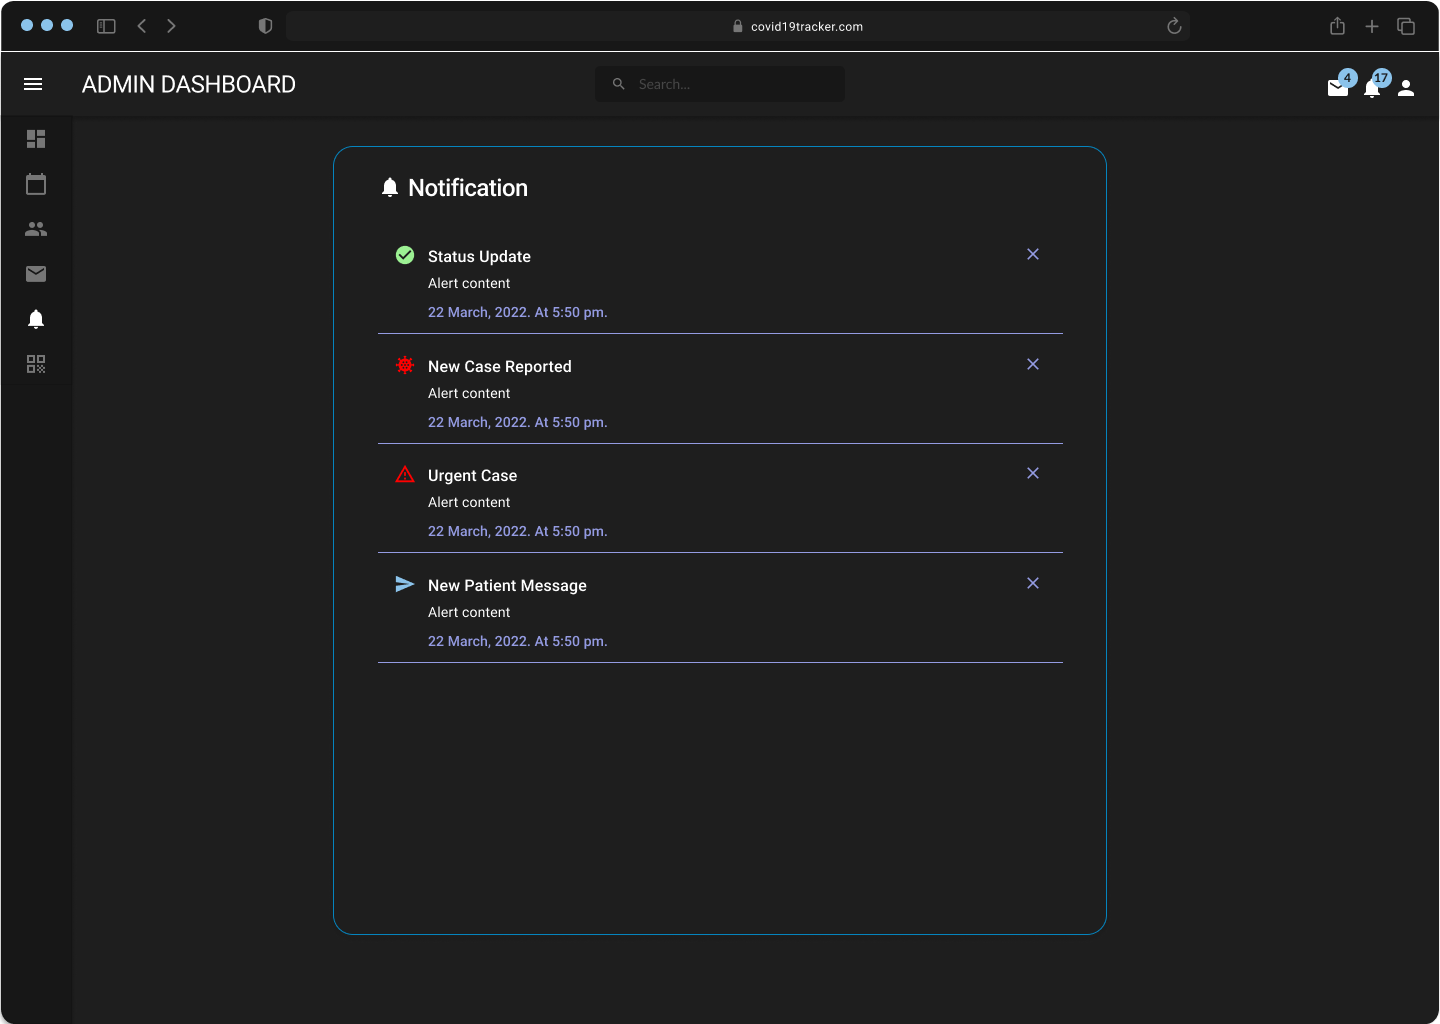 covid19tracker.com
ADMIN DASHBOARD
Search...
4
17
Notification
Status Update
Alert content
22 March, 2022. At 5:50 pm.
New Case Reported
Alert content
22 March, 2022. At 5:50 pm.
Urgent Case
Alert content
22 March, 2022. At 5:50 pm.
New Patient Message
Alert content
22 March, 2022. At 5:50 pm.